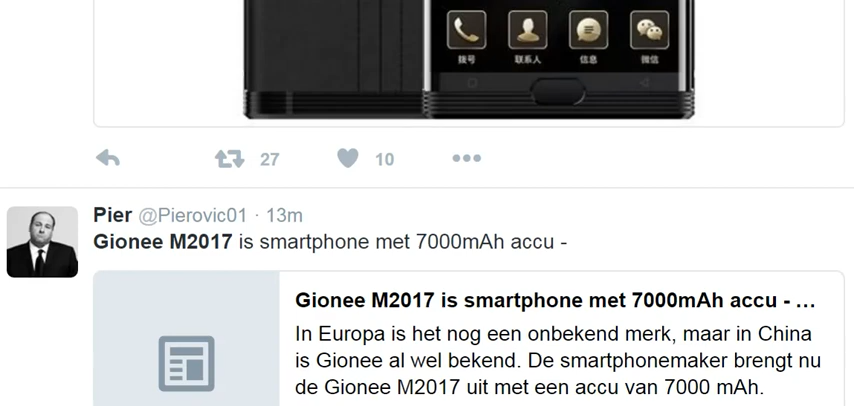 拨号 联系人 信息 微信
27 10
Pier @Pierovic01 · 13m
Gionee M2017 is smartphone met 7000mAh accu -
Gionee M2017 is smartphone met 7000mAh accu - ...
In Europa is het nog een onbekend merk, maar in China
is Gionee al wel bekend. De smartphonemaker brengt nu
de Gionee M2017 uit met een accu van 7000 mAh.